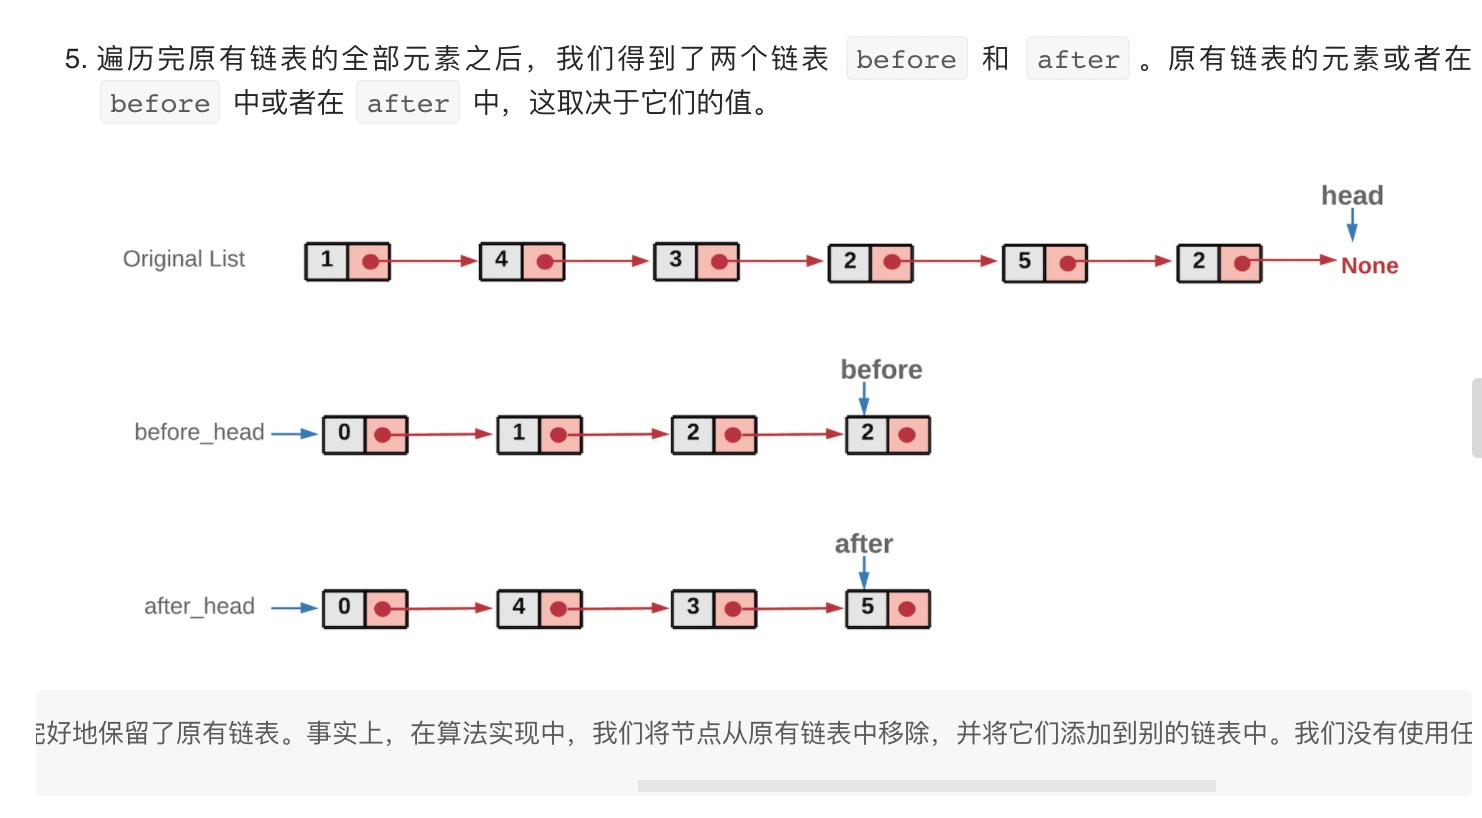 5. 遍历完原有链表的全部元素之后，我们得到了两个链表 before 和 after 。原有链表的元素或者在
before 中或者在 after 中，这取决于它们的值。
head
Original List 1 4 3 2 5 2 None
before
before_head 0 1 2 2
after
after_head 0 4 3 5
好地保留了原有链表。事实上，在算法实现中，我们将节点从原有链表中移除，并将它们添加到别的链表中。我们没有使用任